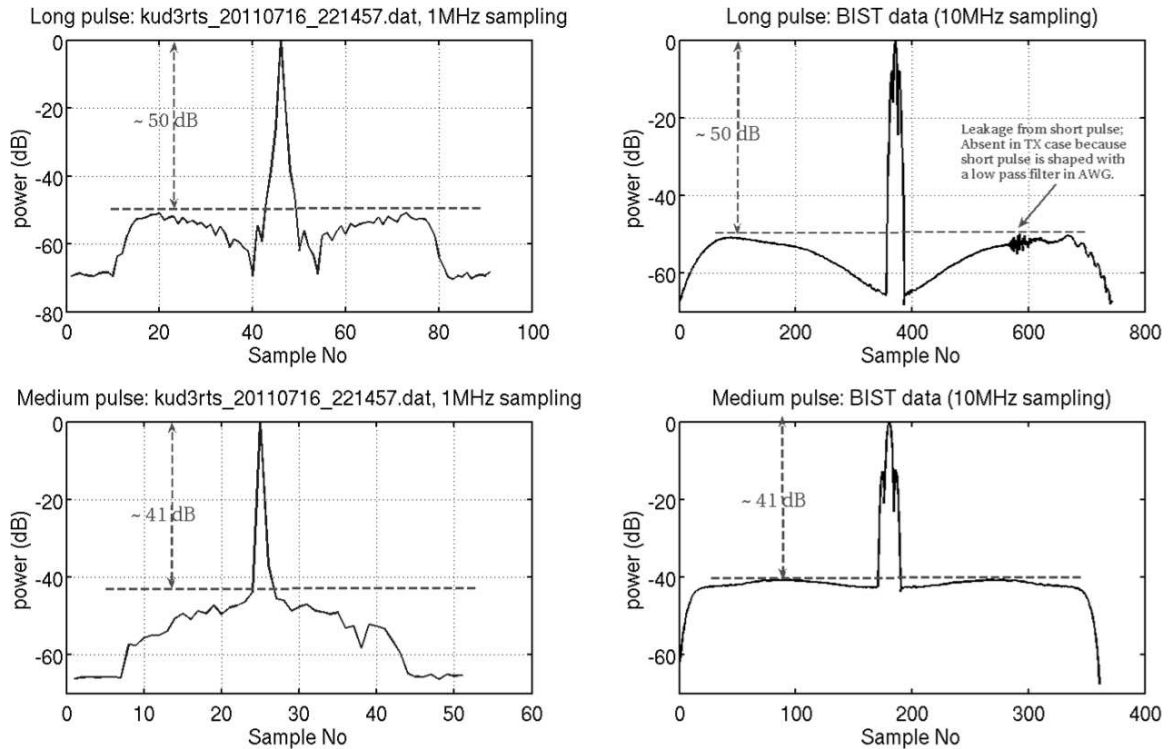 Long pulse: kud3rts_20110716_221457.dat, 1MHz sampling
0
-20
-40
-60
-80
power (dB)
~ 50 dB
0 20 40 60 80 100
Sample No
Long pulse: BIST data (10MHz sampling)
0
-20
-40
-60
power (dB)
~ 50 dB
Leakage from short pulse;
Absent in TX case because
short pulse is shaped with
a low pass filter in AWG.
0 200 400 600 800
Sample No
Medium pulse: kud3rts_20110716_221457.dat, 1MHz sampling
0
-20
-40
-60
power (dB)
~ 41 dB
0 10 20 30 40 50 60
Sample No
Medium pulse: BIST data (10MHz sampling)
0
-20
-40
-60
power (dB)
~ 41 dB
0 100 200 300 400
Sample No